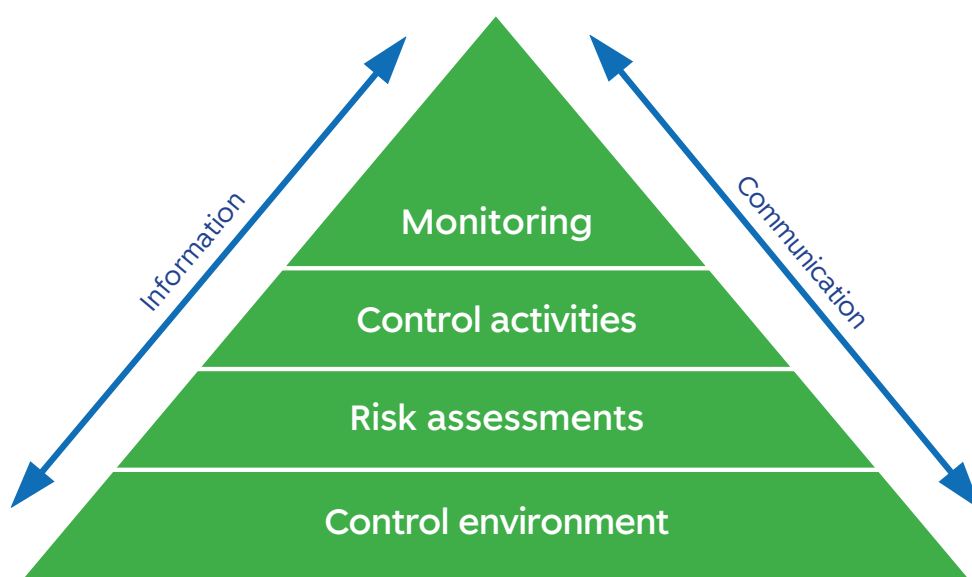 Monitoring
Information
Communication
Control activities
Risk assessments
Control environment